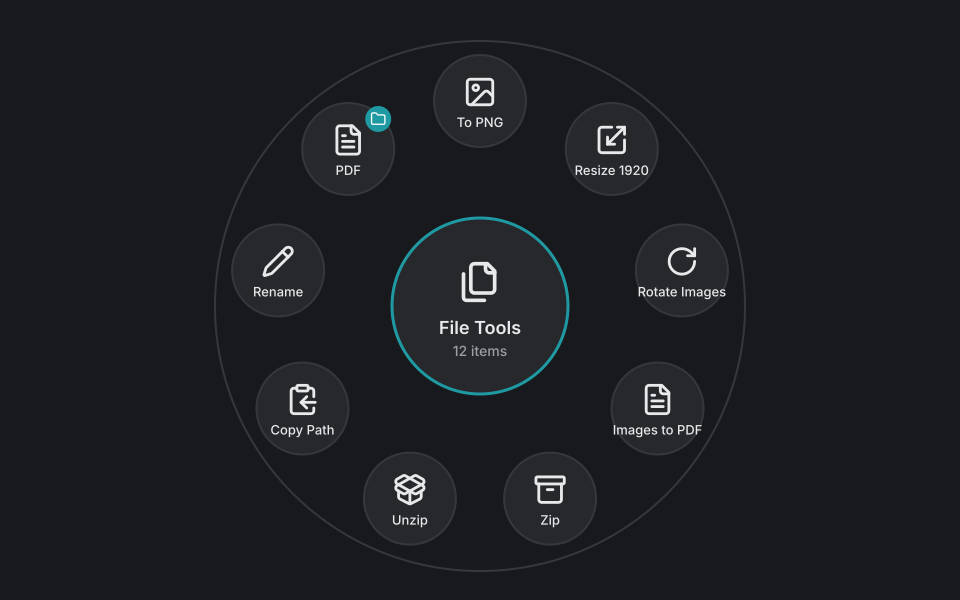 To PNG
PDF
Resize 1920
Rename
Rotate Images
File Tools
12 items
Copy Path
Images to PDF
Unzip
Zip